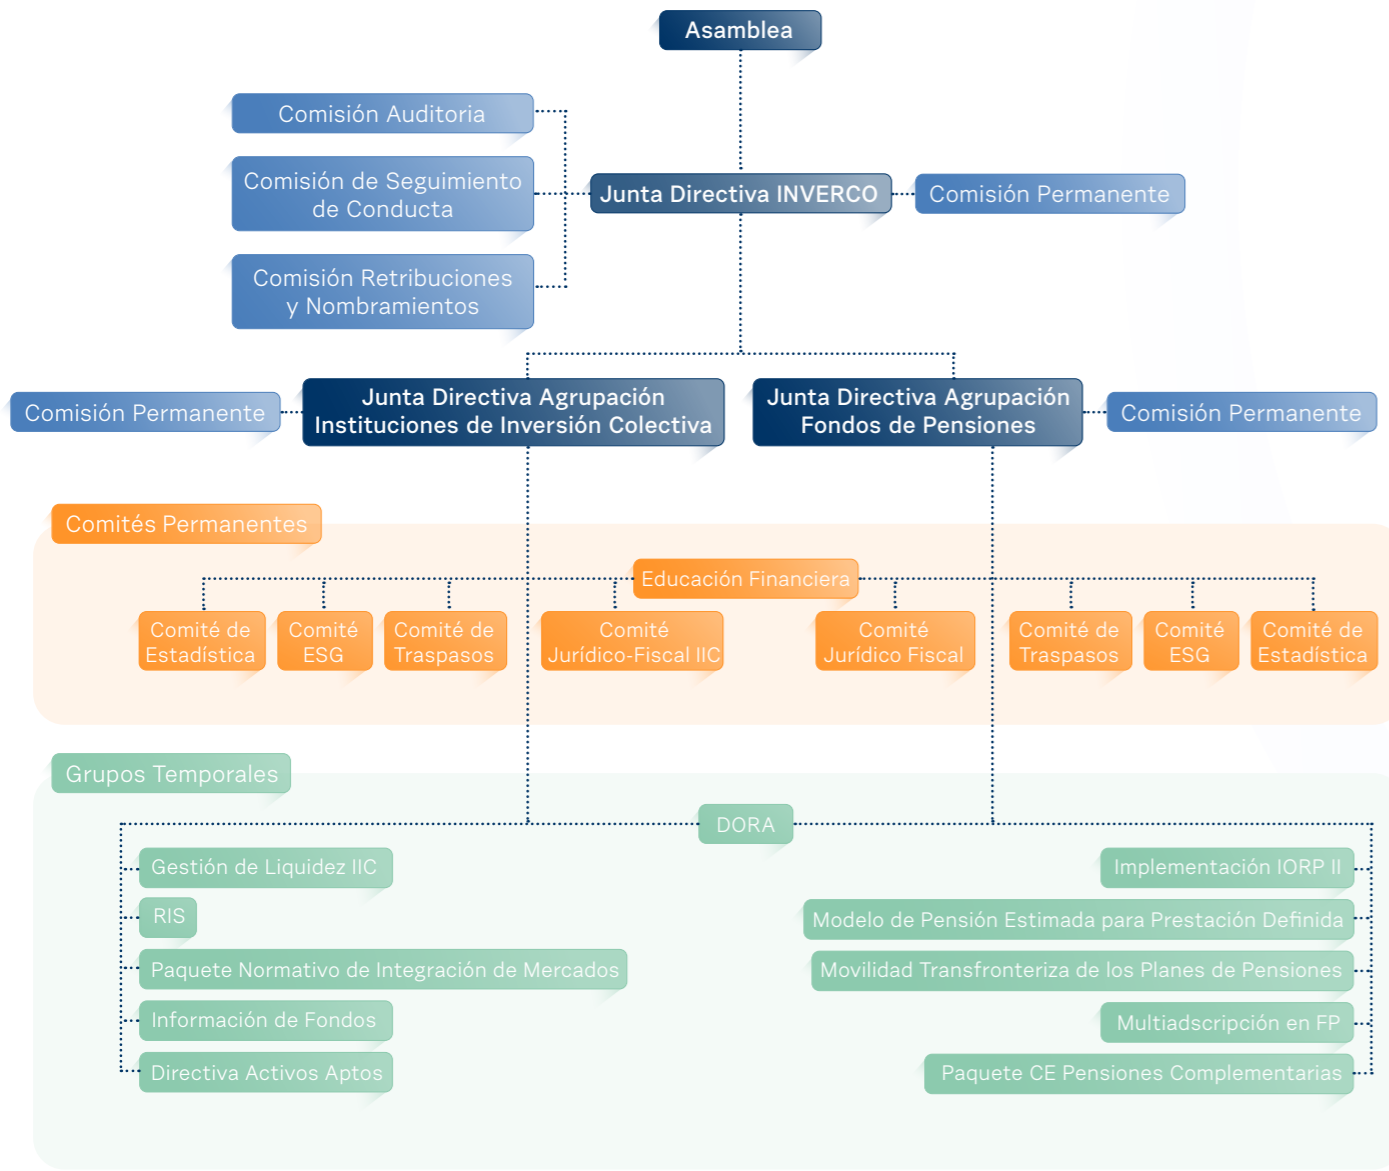 Asamblea
Comisión Auditoria
Comisión de Seguimiento
de Conducta
Junta Directiva INVERCO
Comisión Permanente
Comisión Retribuciones
y Nombramientos
Comisión Permanente
Junta Directiva Agrupación
Instituciones de Inversión Colectiva
Junta Directiva Agrupación
Fondos de Pensiones
Comisión Permanente
Comités Permanentes
Educación Financiera
Comité de
Estadística
Comité
ESG
Comité de
Traspasos
Comité
Jurídico-Fiscal IIC
Comité
Jurídico Fiscal
Comité de
Traspasos
Comité
ESG
Comité de
Estadística
Grupos Temporales
DORA
Gestión de Liquidez IIC
RIS
Paquete Normativo de Integración de Mercados
Información de Fondos
Directiva Activos Aptos
Implementación IORP II
Modelo de Pensión Estimada para Prestación Definida
Movilidad Transfronteriza de los Planes de Pensiones
Multiadscripción en FP
Paquete CE Pensiones Complementarias